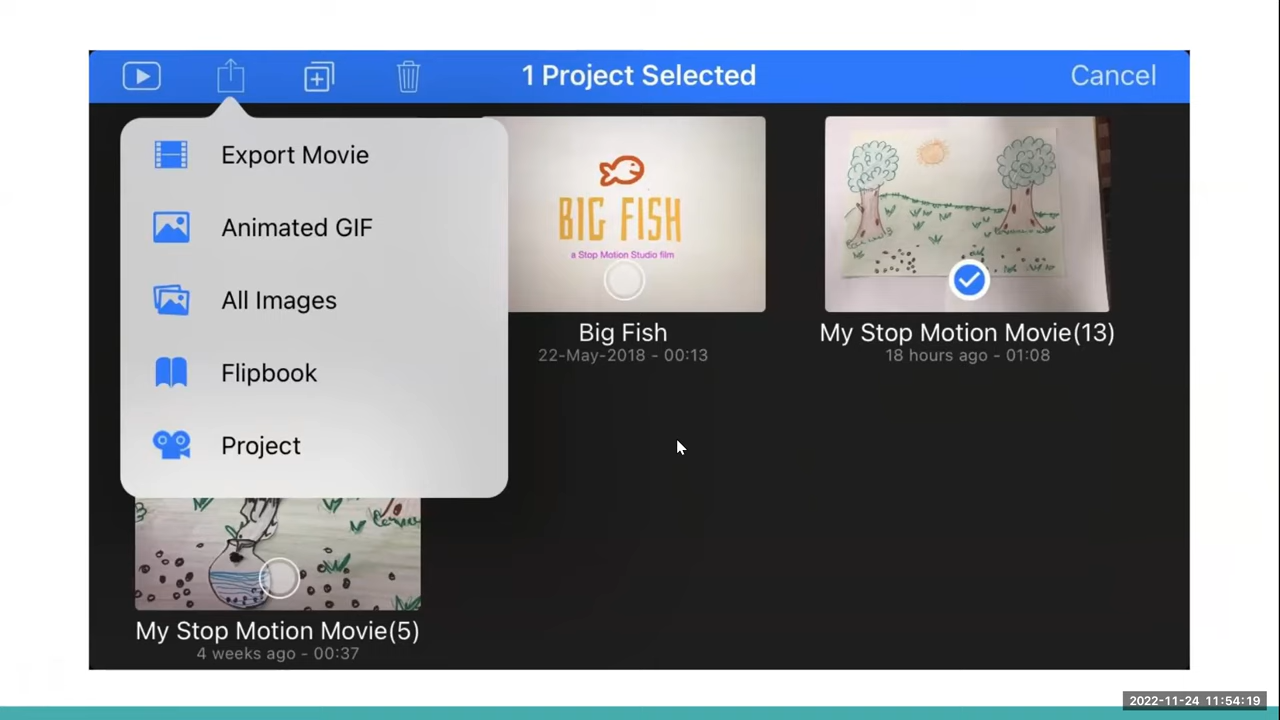 1 Project Selected
Cancel
Export Movie
Animated GIF
All Images
Flipbook
Project
BIG FISH
a Stop Motion Studio film
Big Fish
22-May-2018 - 00:13
My Stop Motion Movie(13)
18 hours ago - 01:08
My Stop Motion Movie(5)
4 weeks ago - 00:37
2022-11-24 11:54:19